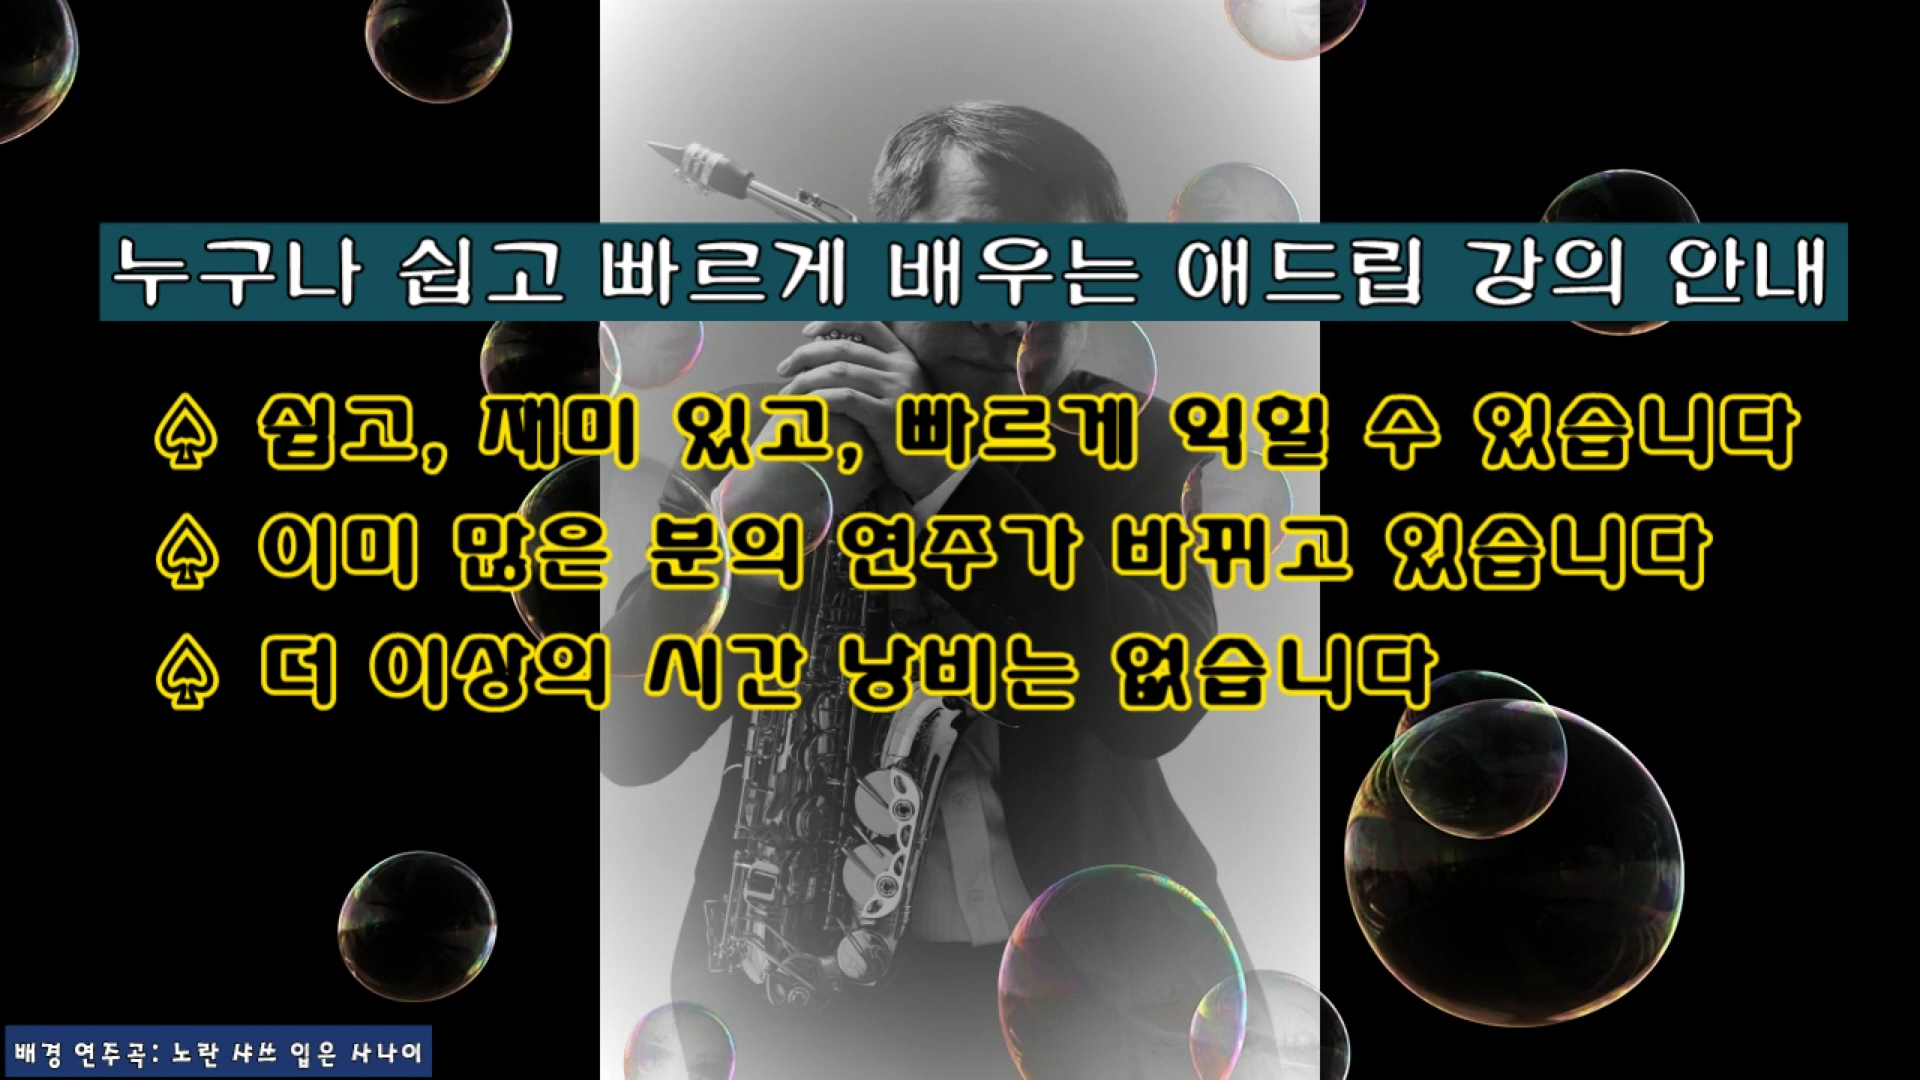 누구나 쉽고 빠르게 배우는 애드립 강의 안내
♤ 쉽고, 재미 있고, 빠르게 익힐 수 있습니다
♤ 이미 많은 분의 연주가 바뀌고 있습니다
♤ 더 이상의 시간 낭비는 없습니다
배경 연주곡: 노란 샤쓰 입은 사나이